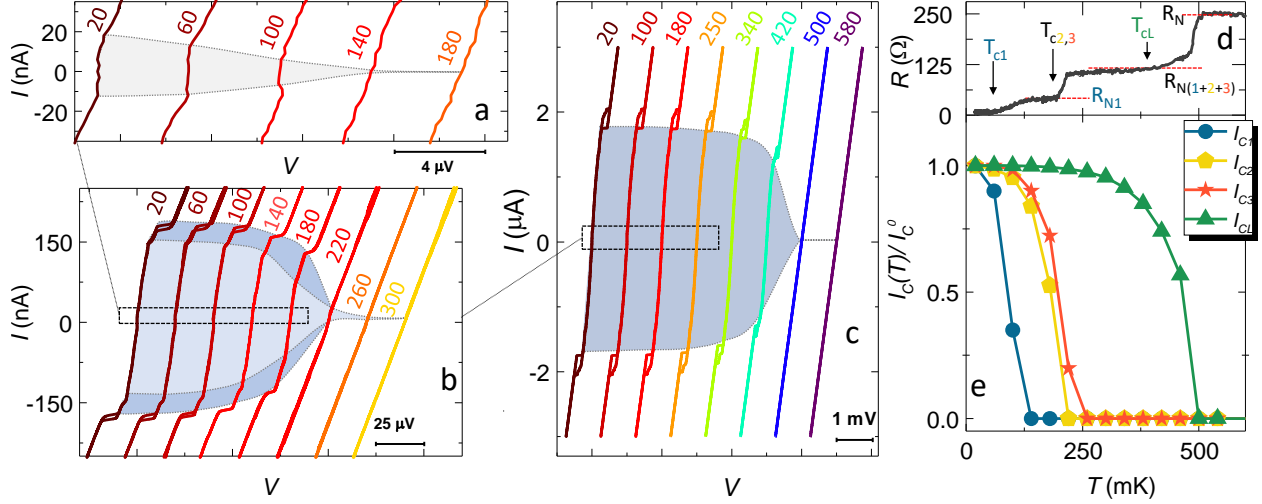 20
60
100
140
180
20
0
-20
I (nA)
a
4 µV
V
20
60
100
140
180
220
260
300
150
0
-150
I (nA)
b
25 µV
V
20
100
180
250
340
420
500
580
2
0
-2
I (µA)
c
1 mV
V
250
125
0
R (Ω)
T_c1
T_c2,3
T_cL
R_N
d
R_N1
R_N(1+2+3)
I_C1
I_C2
I_C3
I_CL
1.0
0.5
0.0
I_C(T)/ I_C^0
e
0
250
500
T (mK)